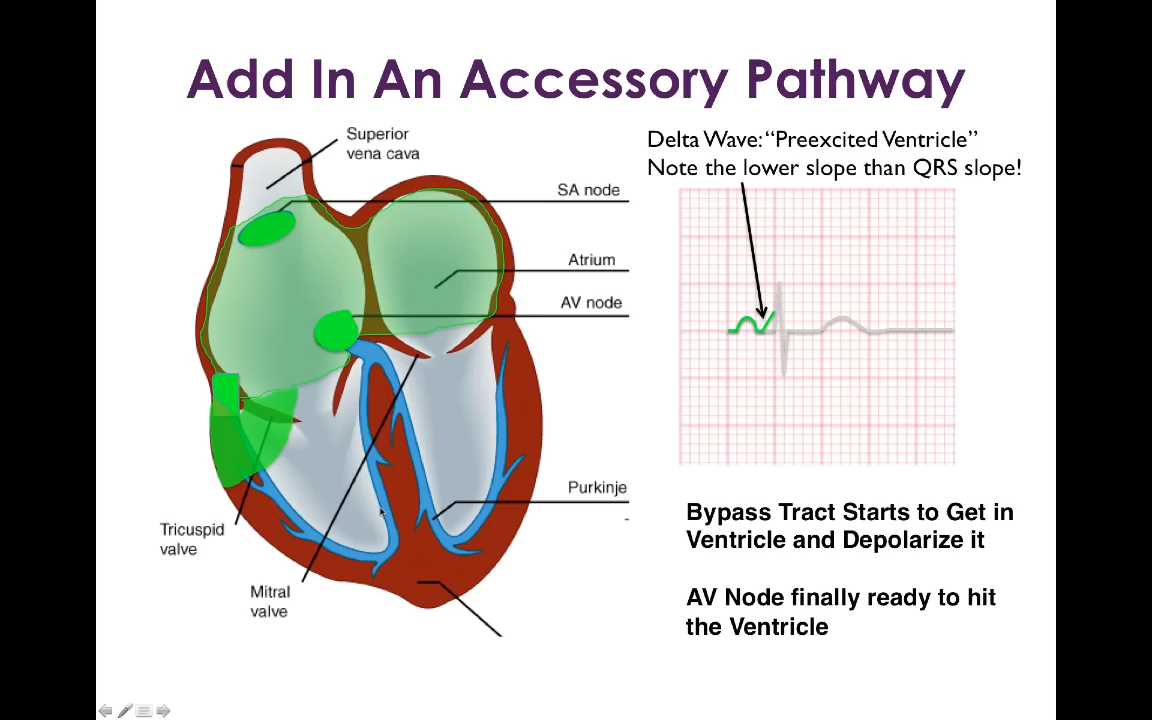 Add In An Accessory Pathway
Superior
vena cava
SA node
Atrium
AV node
Purkinje
Tricuspid
valve
Mitral
valve
Delta Wave: “Preexcited Ventricle”
Note the lower slope than QRS slope!
Bypass Tract Starts to Get in
Ventricle and Depolarize it
AV Node finally ready to hit
the Ventricle